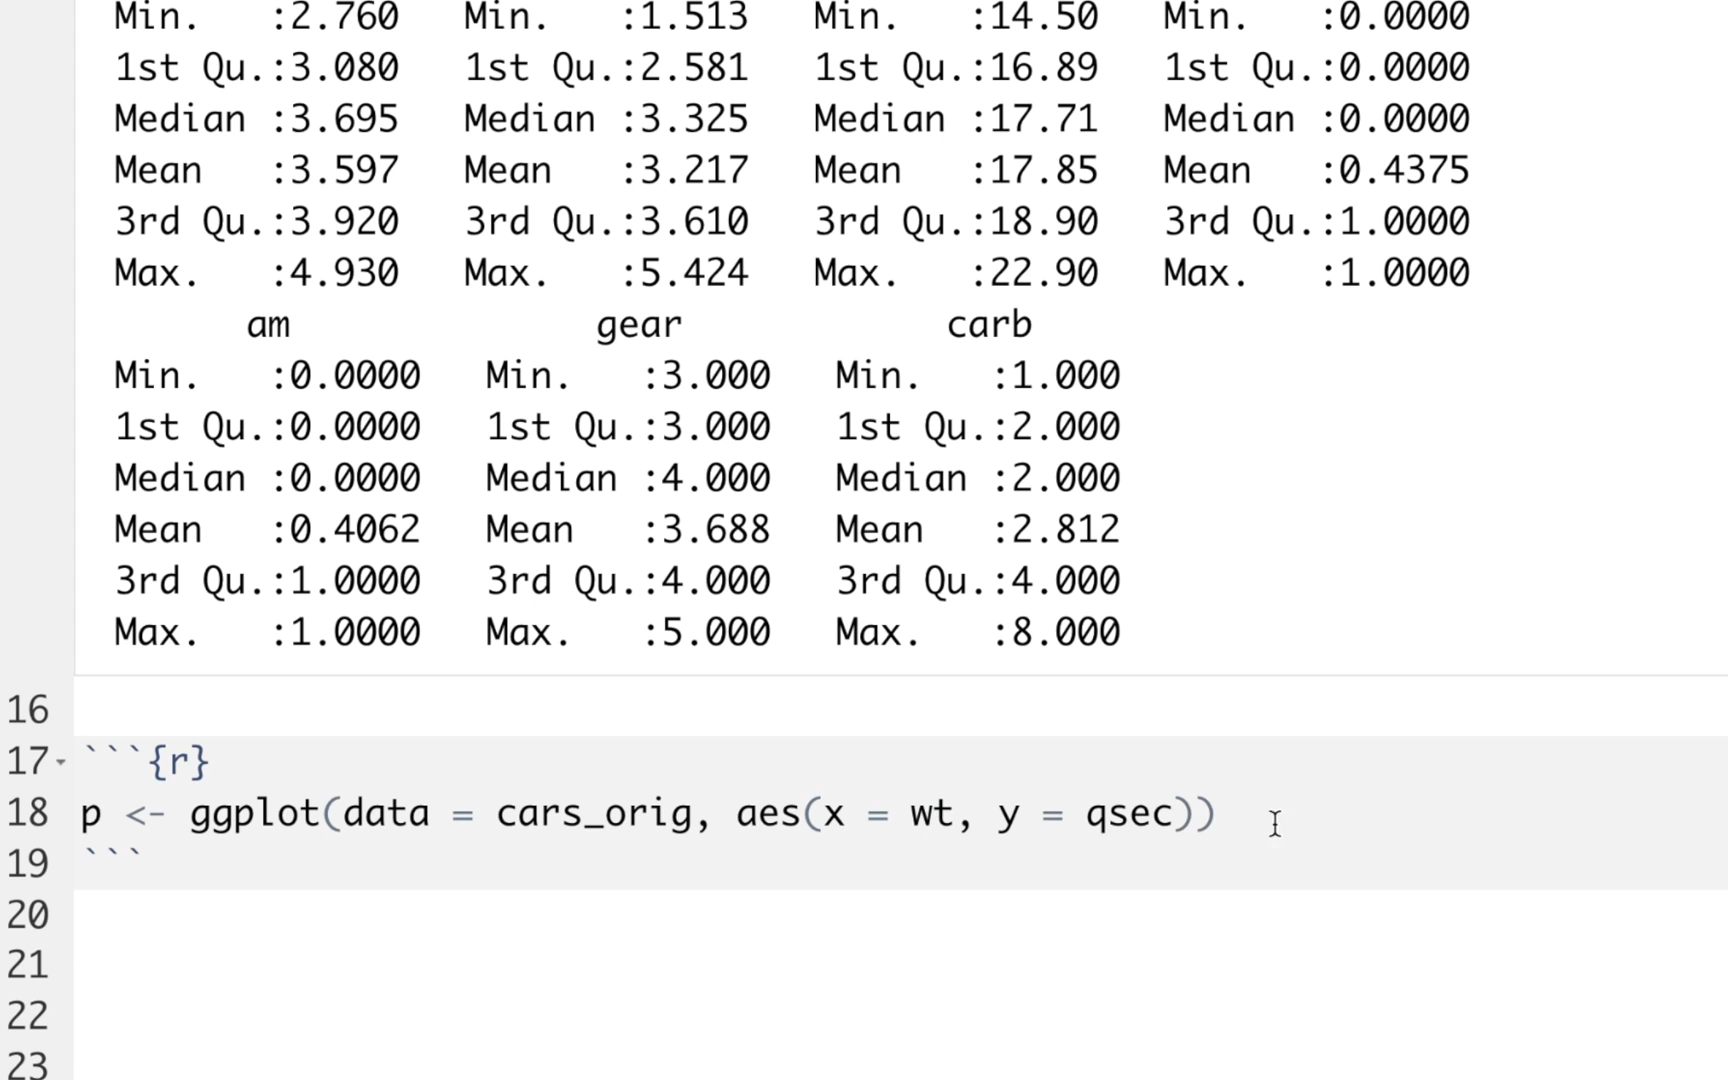 Min.   :2.760   Min.   :1.513   Min.   :14.50   Min.   :0.0000
1st Qu.:3.080   1st Qu.:2.581   1st Qu.:16.89   1st Qu.:0.0000
Median :3.695   Median :3.325   Median :17.71   Median :0.0000
Mean   :3.597   Mean   :3.217   Mean   :17.85   Mean   :0.4375
3rd Qu.:3.920   3rd Qu.:3.610   3rd Qu.:18.90   3rd Qu.:1.0000
Max.   :4.930   Max.   :5.424   Max.   :22.90   Max.   :1.0000
am              gear            carb
Min.   :0.0000   Min.   :3.000   Min.   :1.000
1st Qu.:0.0000   1st Qu.:3.000   1st Qu.:2.000
Median :0.0000   Median :4.000   Median :2.000
Mean   :0.4062   Mean   :3.688   Mean   :2.812
3rd Qu.:1.0000   3rd Qu.:4.000   3rd Qu.:4.000
Max.   :1.0000   Max.   :5.000   Max.   :8.000
16
17 ```{r}
18 p <- ggplot(data = cars_orig, aes(x = wt, y = qsec))
19 ```
20
21
22
23